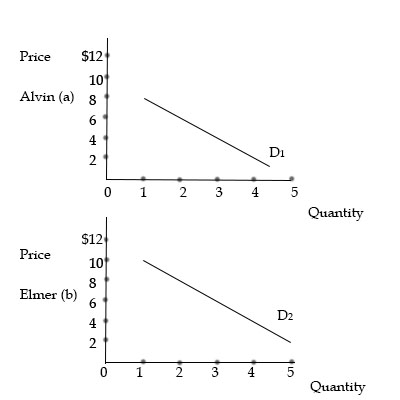 Price $12
10
Alvin (a) 8
6
4
2
D1
0 1 2 3 4 5
Quantity
$12
Price
10
8
Elmer (b)
6
4
2
D2
0 1 2 3 4 5
Quantity